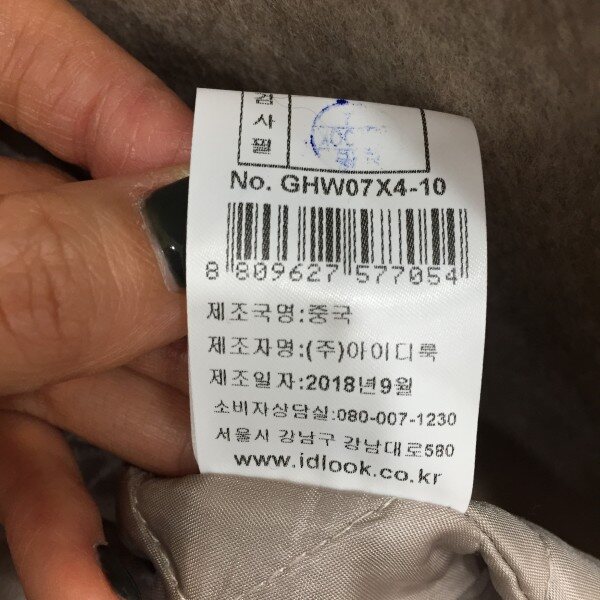 검사필
No. GHW07X4-10
8 809627 577054
제조국명:중국
제조자명:(주)아이디룩
제조일자:2018년9월
소비자상담실:080-007-1230
서울시 강남구 강남대로580
www.idlook.co.kr